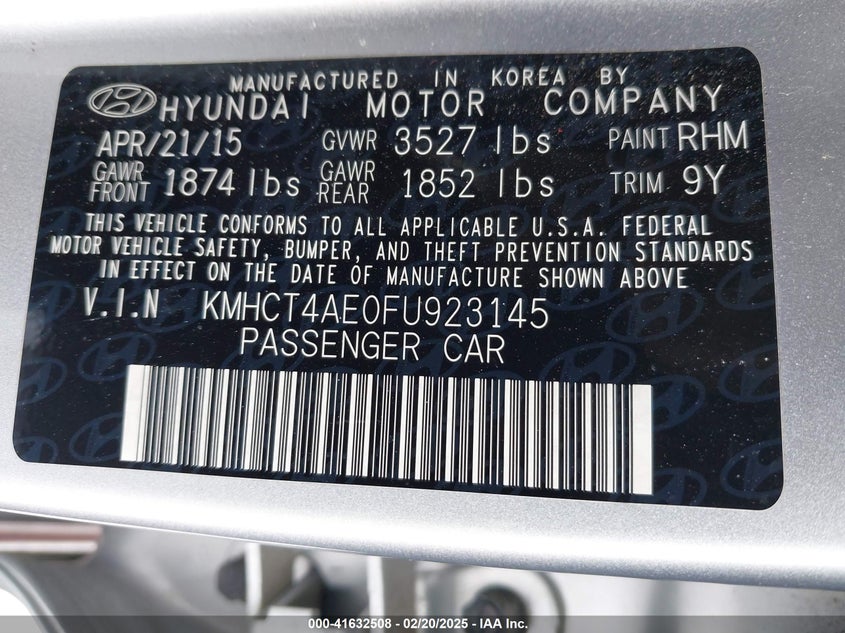 MANUFACTURED IN KOREA BY
HYUNDAI MOTOR COMPANY
APR/21/15 GVWR 3527 lbs PAINT RHM
GAWR FRONT 1874 lbs GAWR REAR 1852 lbs TRIM 9Y
THIS VEHICLE CONFORMS TO ALL APPLICABLE U.S.A. FEDERAL
MOTOR VEHICLE SAFETY, BUMPER, AND THEFT PREVENTION STANDARDS
IN EFFECT ON THE DATE OF MANUFACTURE SHOWN ABOVE
V.I.N KMHCT4AE0FU923145
PASSENGER CAR
000-41632508 - 02/20/2025 - IAA Inc.